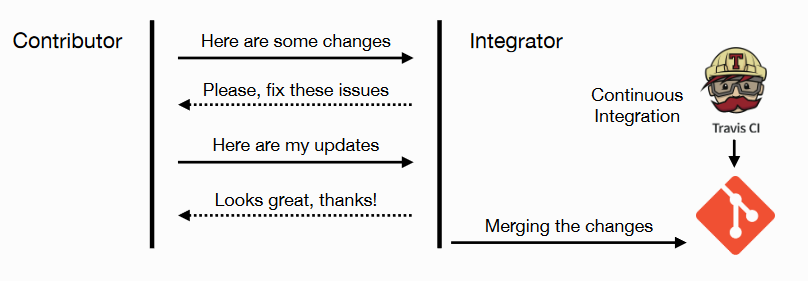 Contributor
Here are some changes
Integrator
Please, fix these issues
Continuous
Integration
T
Travis CI
Here are my updates
Looks great, thanks!
Merging the changes